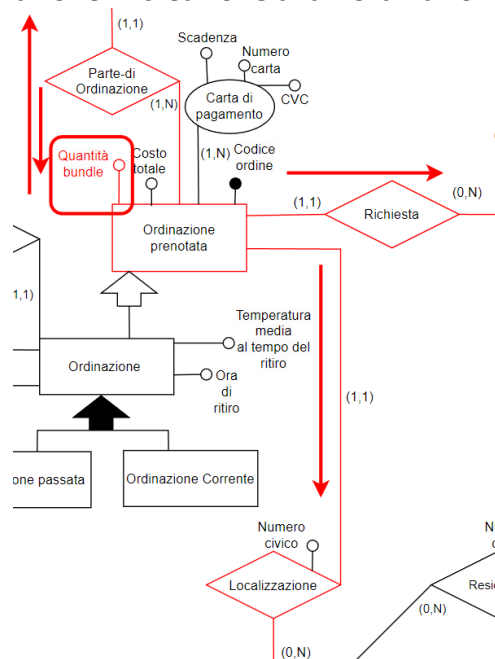 (1,1)
Scadenza
Numero
carta
Parte-di
Ordinazione
(1,N)
Carta di
pagamento
CVC
Quantità
bundle
Costo
totale
(1,N)
Codice
ordine
Ordinazione
prenotata
(1,1)
Richiesta
(0,N)
1,1)
Temperatura
media
al tempo del
ritiro
Ordinazione
Ora
di
ritiro
(1,1)
one passata
Ordinazione Corrente
Numero
civico
N
Localizzazione
Resid
(0,N)
(0,N)